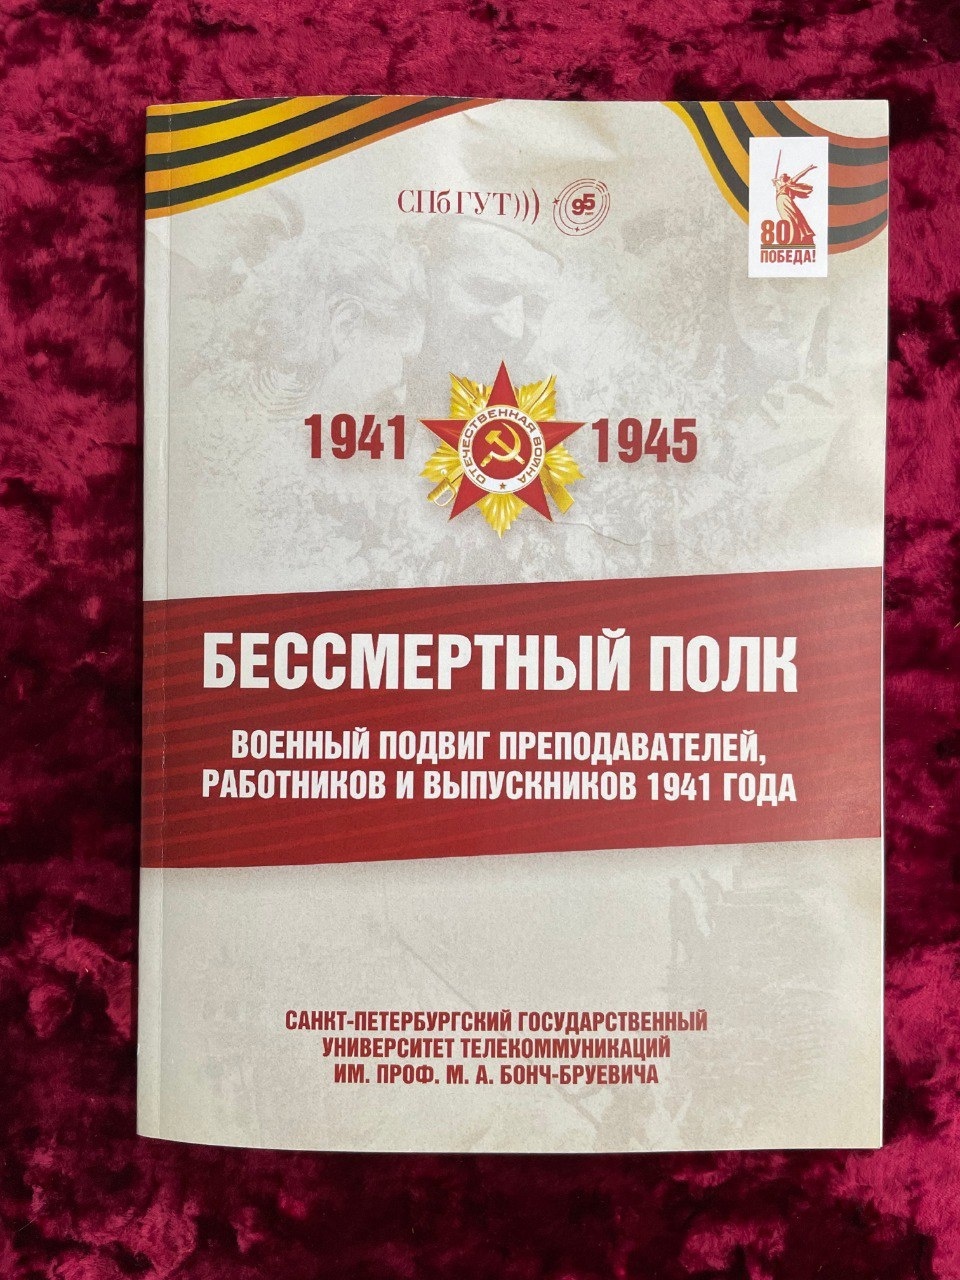 СПбГУТ)))
95
лет
80
ПОБЕДА!
1941
ОТЕЧЕСТВЕННАЯ ВОЙНА
1945
БЕССМЕРТНЫЙ ПОЛК
ВОЕННЫЙ ПОДВИГ ПРЕПОДАВАТЕЛЕЙ,
РАБОТНИКОВ И ВЫПУСКНИКОВ 1941 ГОДА
САНКТ-ПЕТЕРБУРГСКИЙ ГОСУДАРСТВЕННЫЙ
УНИВЕРСИТЕТ ТЕЛЕКОММУНИКАЦИЙ
ИМ. ПРОФ. М. А. БОНЧ-БРУЕВИЧА